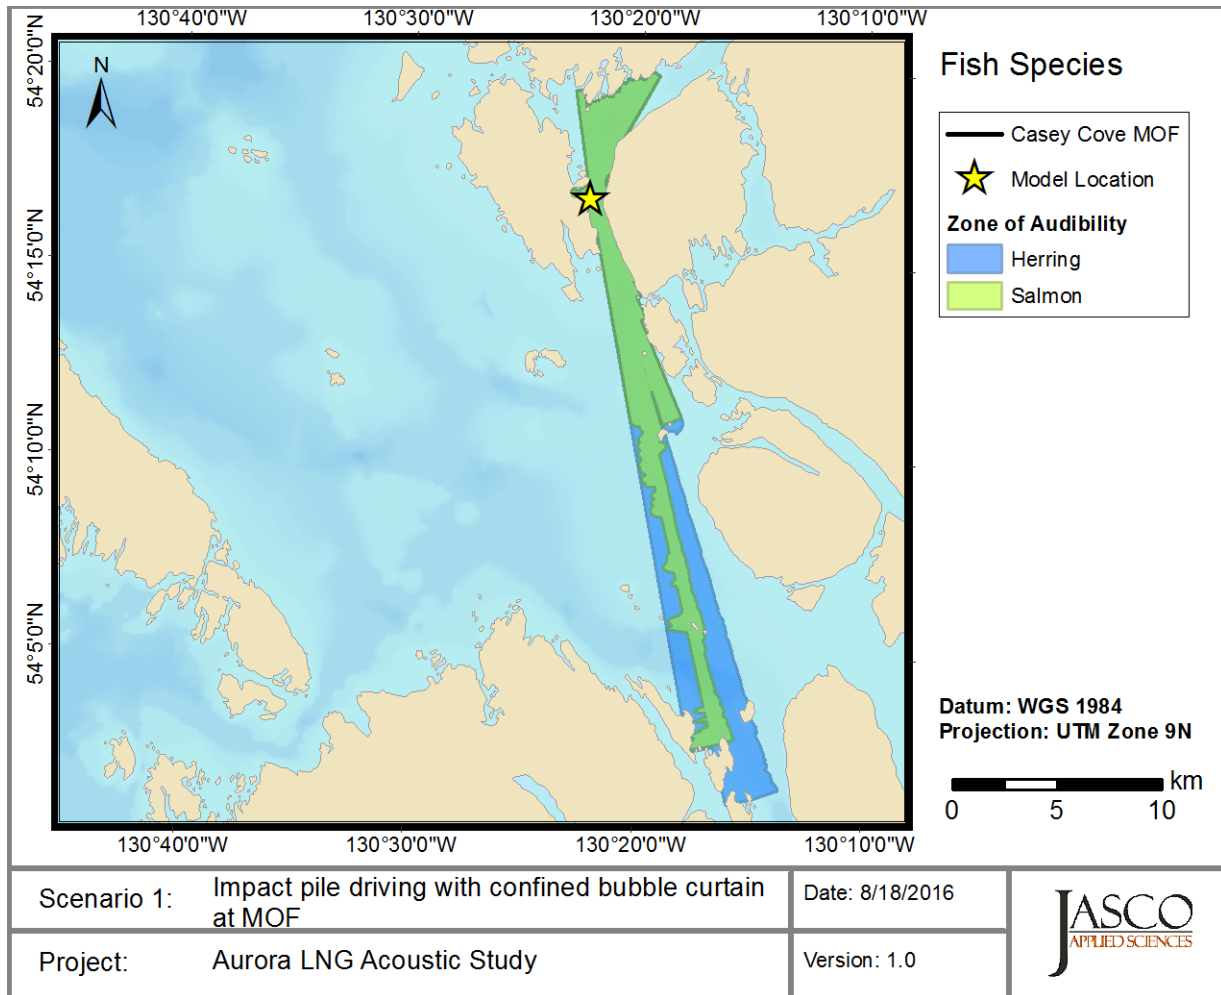 130°40'0"W 130°30'0"W 130°20'0"W 130°10'0"W
54°20'0"N
54°15'0"N
54°10'0"N
54°5'0"N
N
130°40'0"W 130°30'0"W 130°20'0"W 130°10'0"W
Fish Species
Casey Cove MOF
Model Location
Zone of Audibility
Herring
Salmon
Datum: WGS 1984
Projection: UTM Zone 9N
km
0 5 10
Scenario 1: Impact pile driving with confined bubble curtain
at MOF
Date: 8/18/2016
Project: Aurora LNG Acoustic Study
Version: 1.0
JASCO
APPLIED SCIENCES